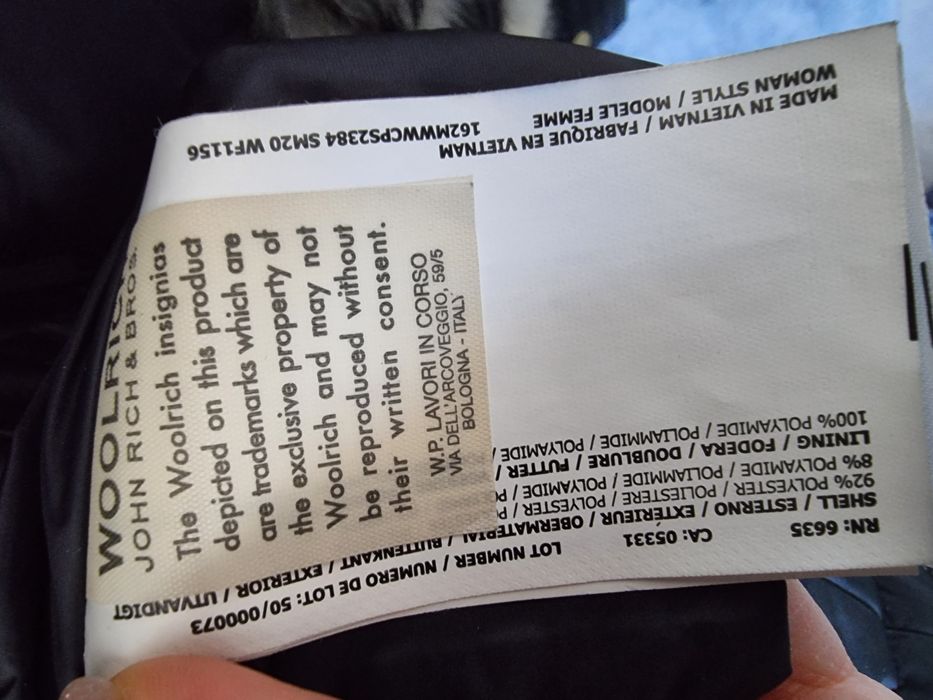 WOOLRICH
JOHN RICH & BROS.
The Woolrich insignias
depicted on this product
are trademarks which are
the exclusive property of
Woolrich and may not
be reproduced without
their written consent.
W.P. LAVORI IN CORSO
VIA DELL'ARCOVEGGIO, 59/5
BOLOGNA - ITALY
RN: 6635 CA: 05331 LOT NUMBER / NUMERO DE LOT: 50/000073
SHELL / ESTERNO / EXTÉRIEUR / OBERMATERIAL / BUITENKANT / EXTERIOR / UTVANDIGT
92% POLYESTER / POLIESTERE / POLYESTER /
8% POLYAMIDE / POLIAMMIDE / POLYAMIDE /
LINING / FODERA / DOUBLURE / FUTTER /
100% POLYAMIDE / POLIAMMIDE / POLYAMIDE /
MADE IN VIETNAM / FABRIQUE EN VIETNAM
WOMAN STYLE / MODELE FEMME 162MWWCPS2384 SM20 WF1156